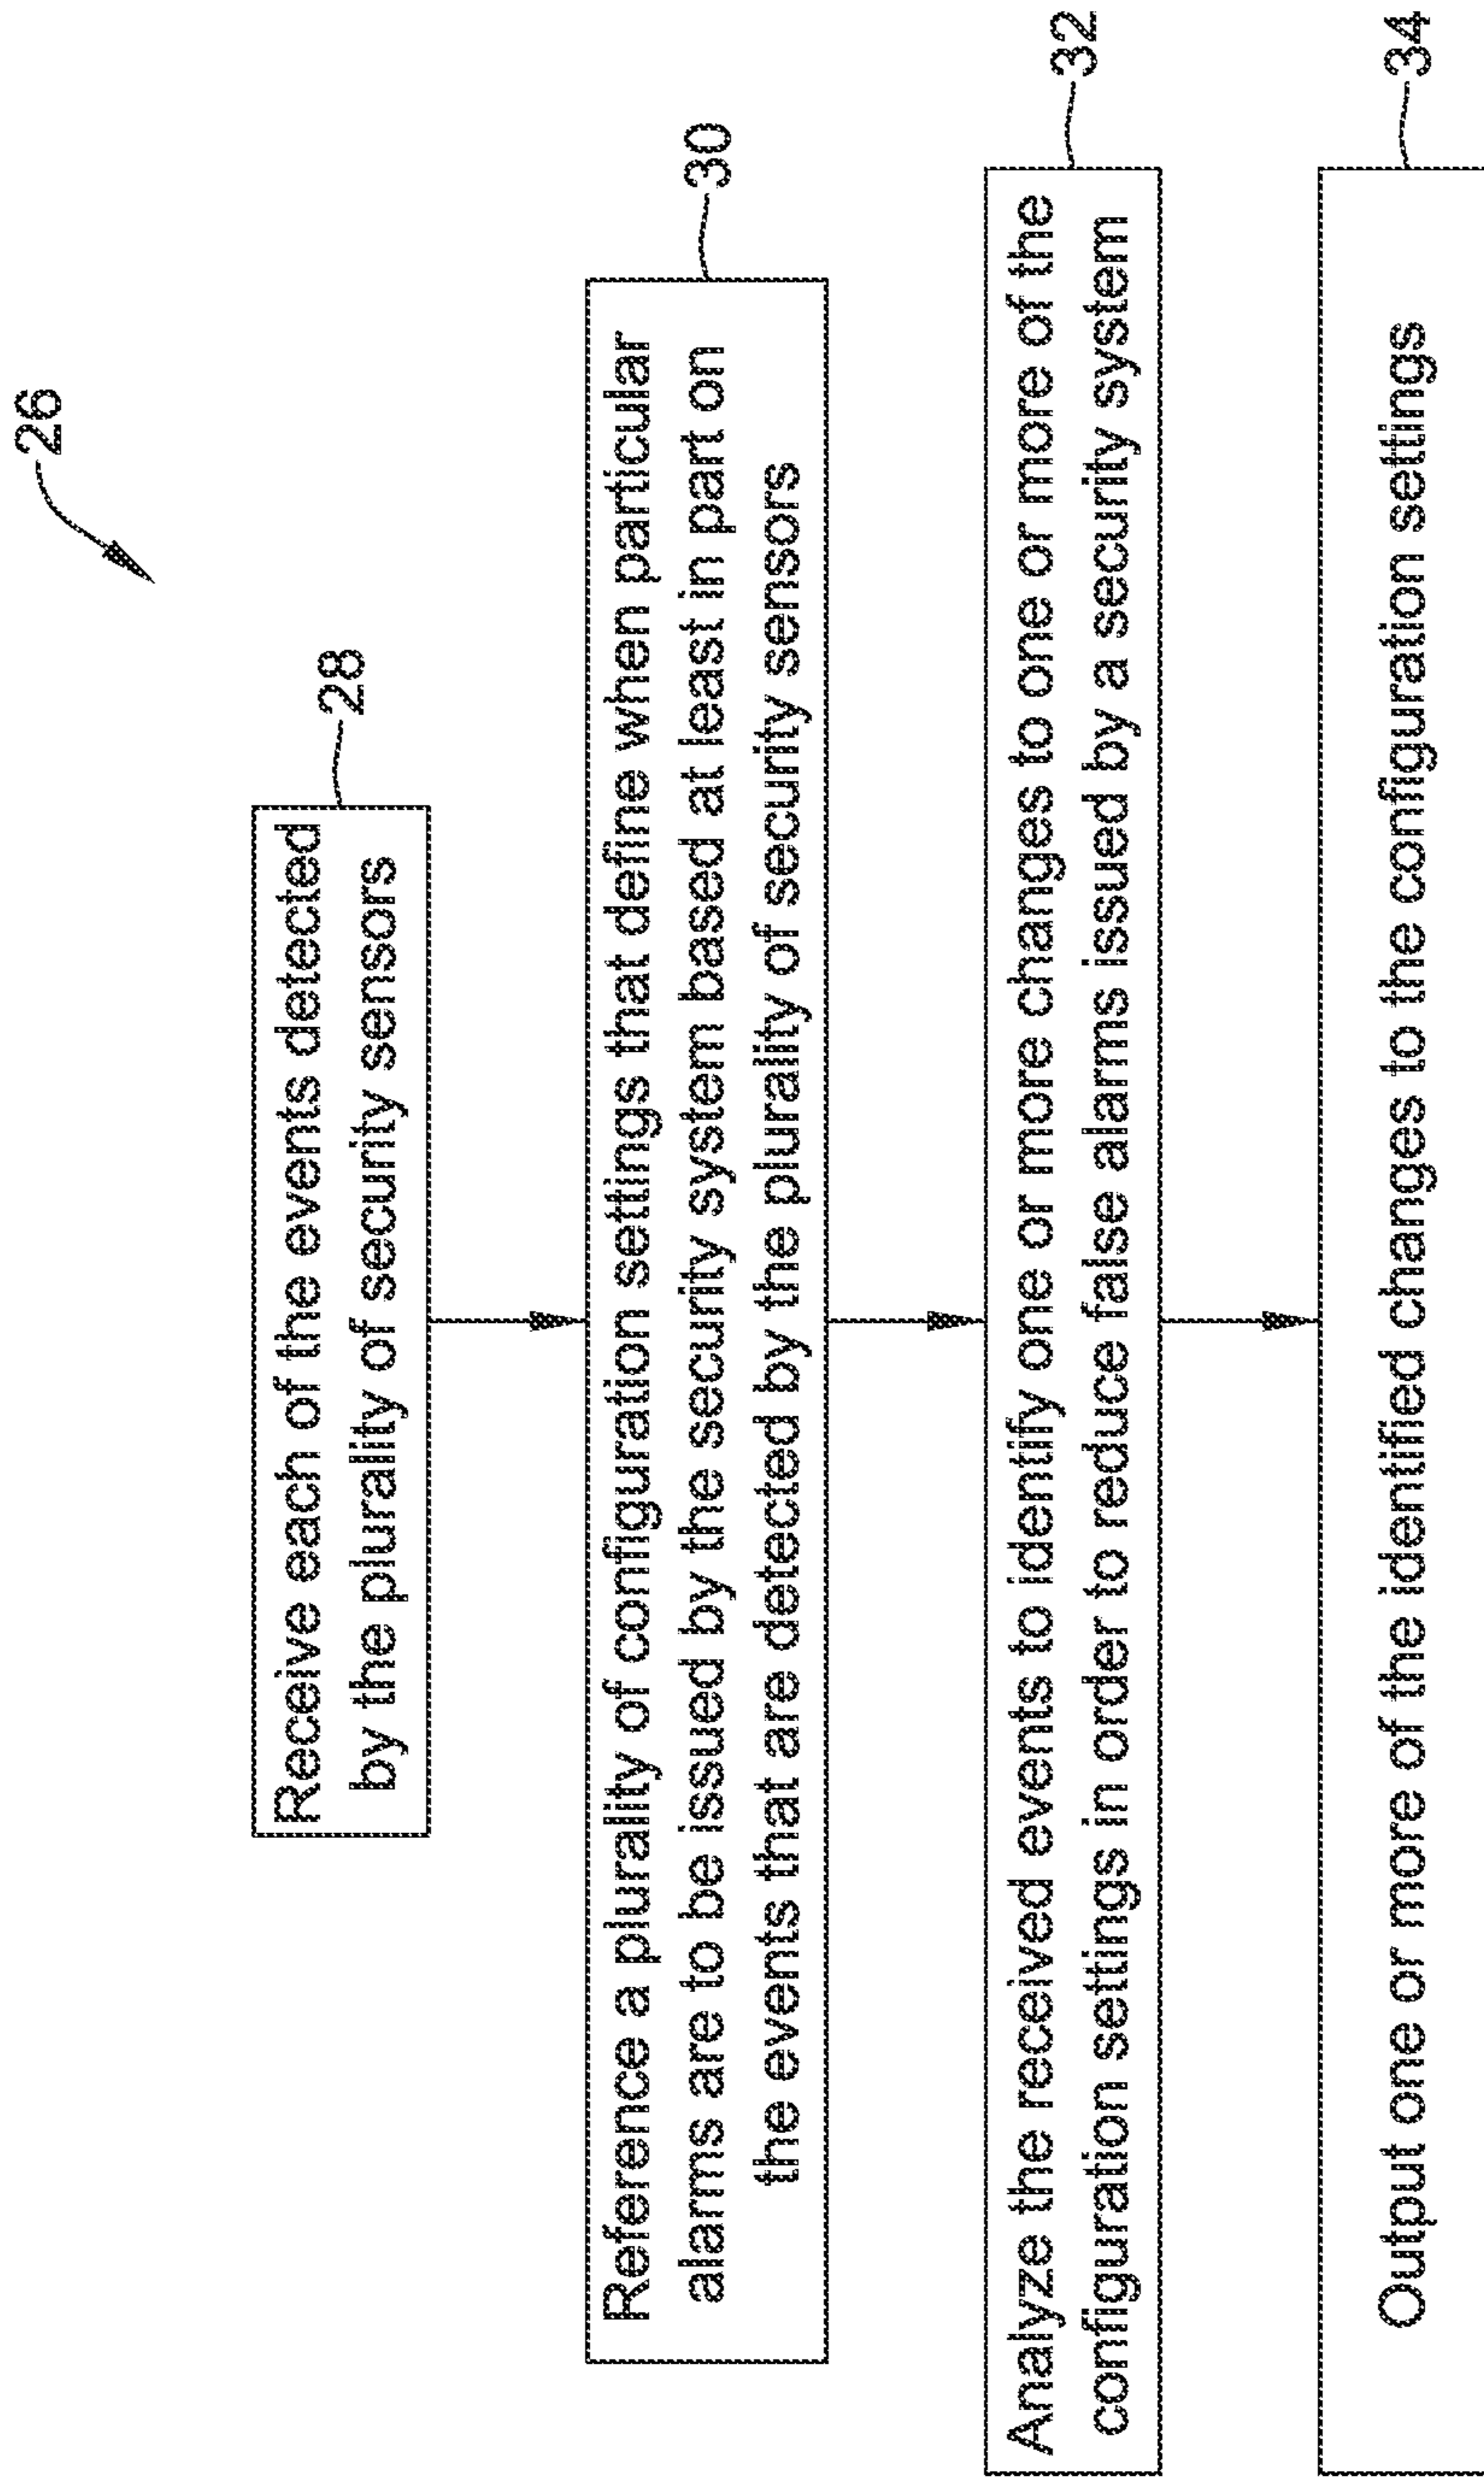 26
28
Receive each of the events detected
by the plurality of security sensors
30
Reference a plurality of configuration settings that define when particular
alarms are to be issued by the security system based at least in part on
the events that are detected by the plurality of security sensors
32
Analyze the received events to identify one or more changes to one or more of the
configuration settings in order to reduce false alarms issued by a security system
34
Output one or more of the identified changes to the configuration settings